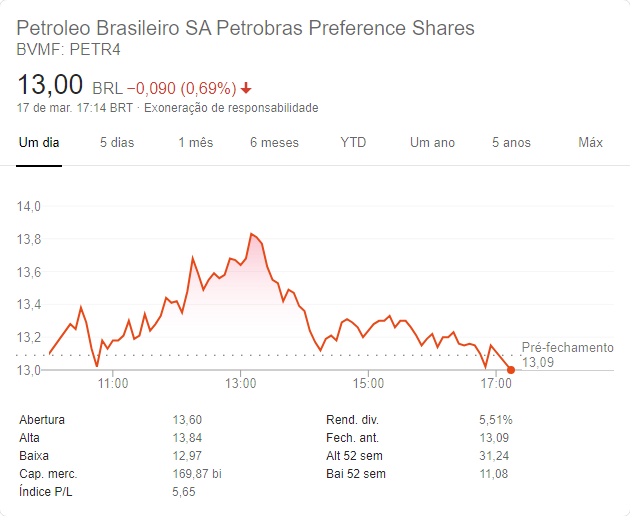 Petroleo Brasileiro SA Petrobras Preference Shares
BVMF: PETR4
13,00 BRL −0,090 (0,69%)
17 de mar. 17:14 BRT · Exoneração de responsabilidade
Um dia 5 dias 1 mês 6 meses YTD Um ano 5 anos Máx
14,0
13,8
13,6
13,4
13,2
13,0
Pré-fechamento
13,09
11:00 13:00 15:00 17:00
Abertura 13,60 Rend. div. 5,51%
Alta 13,84 Fech. ant. 13,09
Baixa 12,97 Alt 52 sem 31,24
Cap. merc. 169,87 bi Bai 52 sem 11,08
Índice P/L 5,65